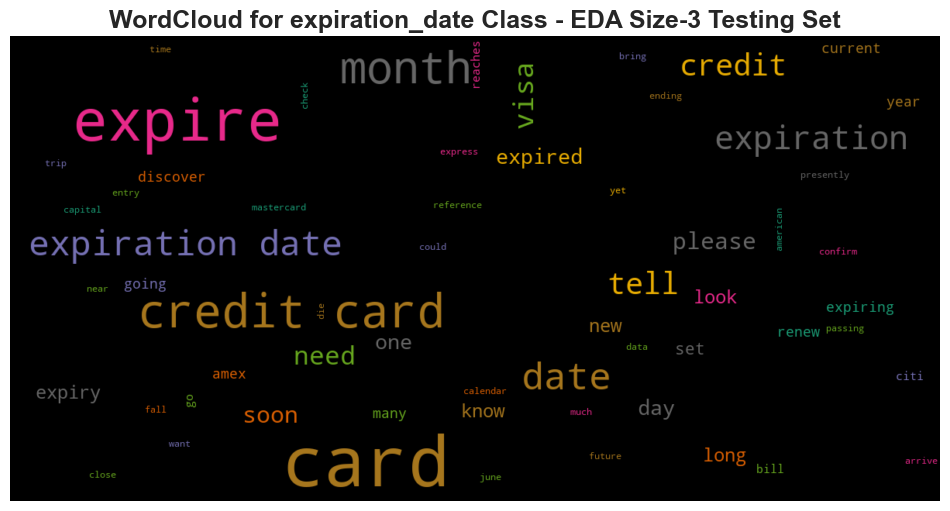 WordCloud for expiration_date Class - EDA Size-3 Testing Set
time
month
reaches
visa
bring
credit
current
check
ending
year
expire
expiration
express
expired
trip
discover
presently
entry
yet
capital
mastercard
reference
american
expiration date
could
please
confirm
near
going
tell
look
credit card
die
new
expiring
renew
passing
need
one
data
set
amex
date
citi
expiry
go
calendar
fall
soon
many
know
much
day
want
card
future
long
bill
arrive
close
june